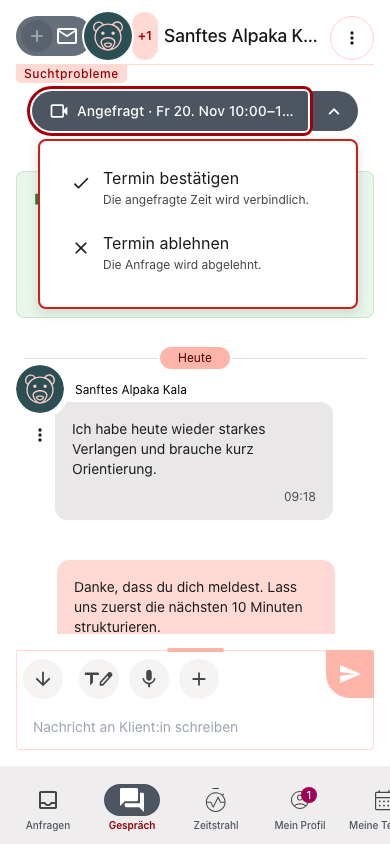 +1
Sanftes Alpaka K...
Suchtprobleme
Angefragt · Fr 20. Nov 10:00–1...
Termin bestätigen
Die angefragte Zeit wird verbindlich.
Termin ablehnen
Die Anfrage wird abgelehnt.
Heute
Sanftes Alpaka Kala
Ich habe heute wieder starkes
Verlangen und brauche kurz
Orientierung.
09:18
Danke, dass du dich meldest. Lass
uns zuerst die nächsten 10 Minuten
strukturieren.
Nachricht an Klient:in schreiben
1
Anfragen
Gespräch
Zeitstrahl
Mein Profil
Meine Te